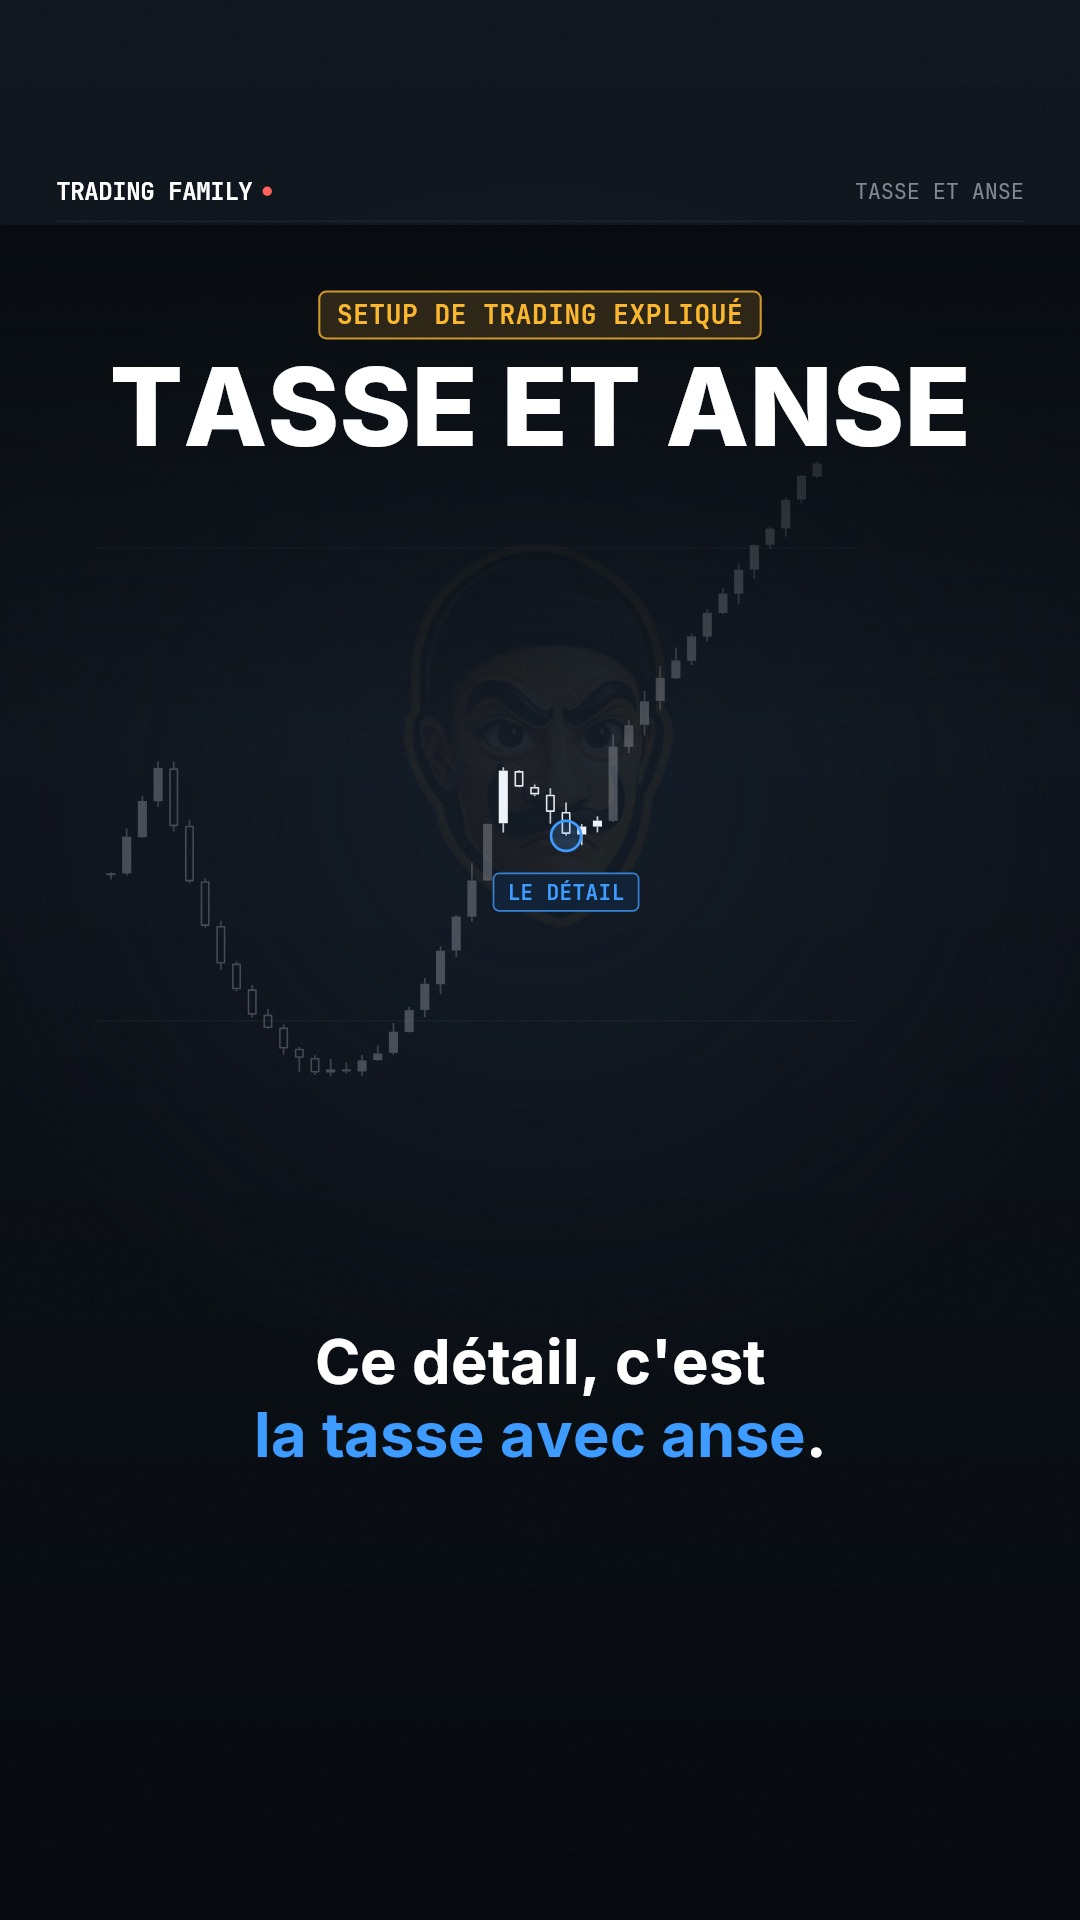 TRADING FAMILY
TASSE ET ANSE
SETUP DE TRADING EXPLIQUÉ
TASSE ET ANSE
LE DÉTAIL
Ce détail, c'est
la tasse avec anse.